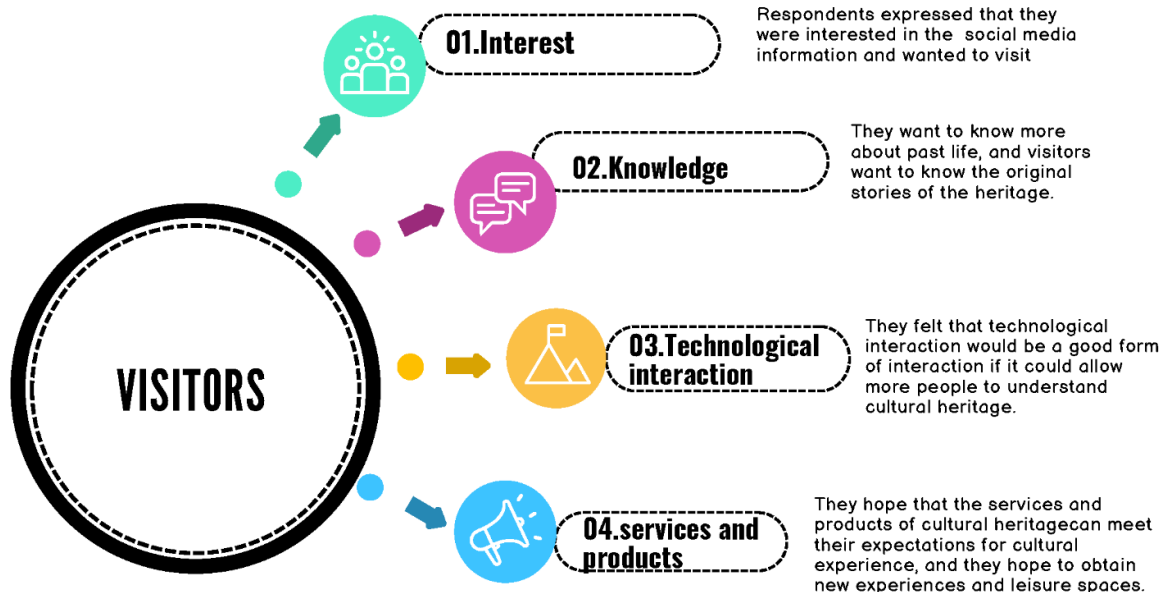 01.Interest
Respondents expressed that they
were interested in the social media
information and wanted to visit
02.Knowledge
They want to know more
about past life, and visitors
want to know the original
stories of the heritage.
VISITORS
03.Technological
interaction
They felt that technological
interaction would be a good form
of interaction if it could allow
more people to understand
cultural heritage.
04.services and
products
They hope that the services and
products of cultural heritagecan meet
their expectations for cultural
experience, and they hope to obtain
new experiences and leisure spaces.